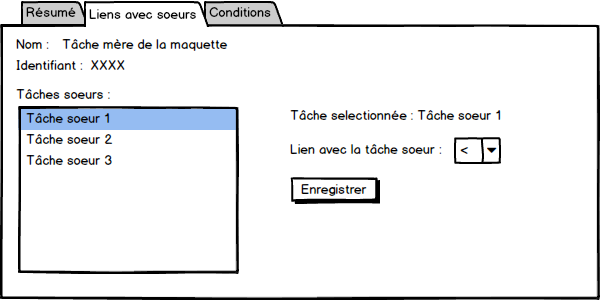 Résumé
Liens avec soeurs
Conditions
Nom : Tâche mère de la maquette
Identifiant : XXXX
Tâches soeurs :
Tâche soeur 1
Tâche soeur 2
Tâche soeur 3
Tâche selectionnée : Tâche soeur 1
Lien avec la tâche soeur : <
Enregistrer